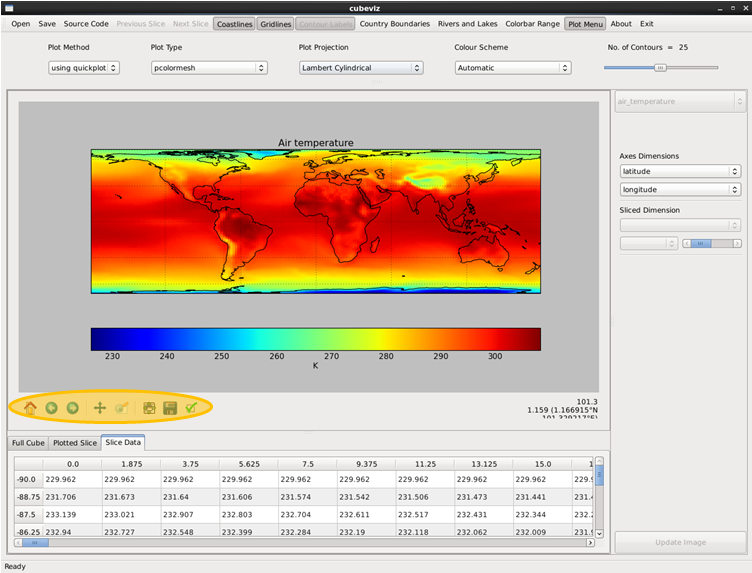 cubeviz
Open Save Source Code Previous Slice Next Slice Coastlines Gridlines Contour Labels Country Boundaries Rivers and Lakes Colorbar Range Plot Menu About Exit
Plot Method Plot Type Plot Projection Colour Scheme No. of Contours = 25
using quickplot pcolormesh Lambert Cylindrical Automatic
air_temperature
Air temperature
Axes Dimensions
latitude
longitude
Sliced Dimension
230 240 250 260 270 280 290 300
K
101.3
1.159 (1.166915°N
101.329217°E)
Full Cube Plotted Slice Slice Data
0.0 1.875 3.75 5.625 7.5 9.375 11.25 13.125 15.0 1
-90.0 229.962 229.962 229.962 229.962 229.962 229.962 229.962 229.962 229.962 229.9
-88.75 231.706 231.673 231.64 231.606 231.574 231.542 231.506 231.473 231.441 231.4
-87.5 233.139 233.021 232.907 232.803 232.704 232.611 232.517 232.431 232.344 232.2
-86.25 232.94 232.727 232.548 232.399 232.284 232.19 232.118 232.062 232.009 231.9
Update Image
Ready